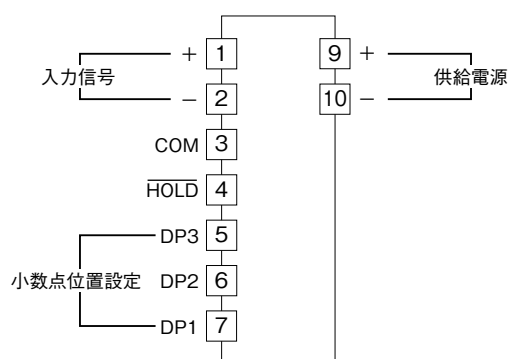 入力信号
+ 1
− 2
COM 3
HOLD 4
小数点位置設定
DP3 5
DP2 6
DP1 7
9 +
10 −
供給電源